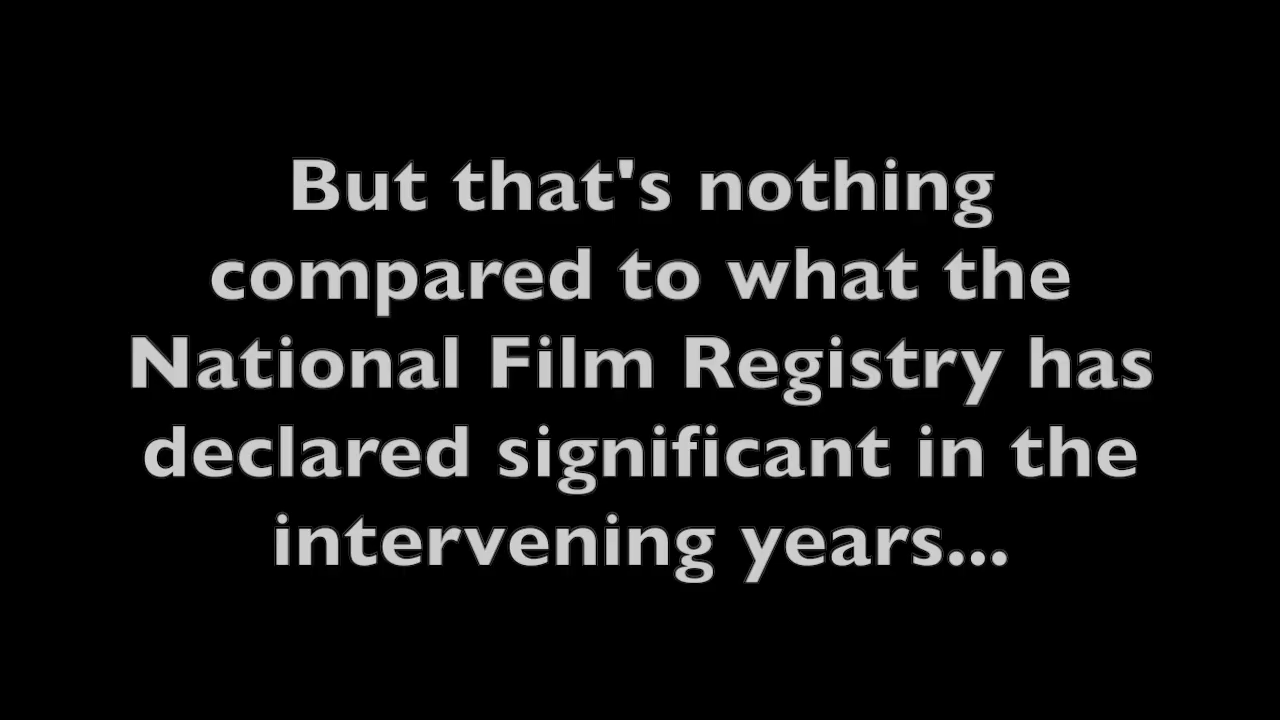 But that's nothing
compared to what the
National Film Registry has
declared significant in the
intervening years...